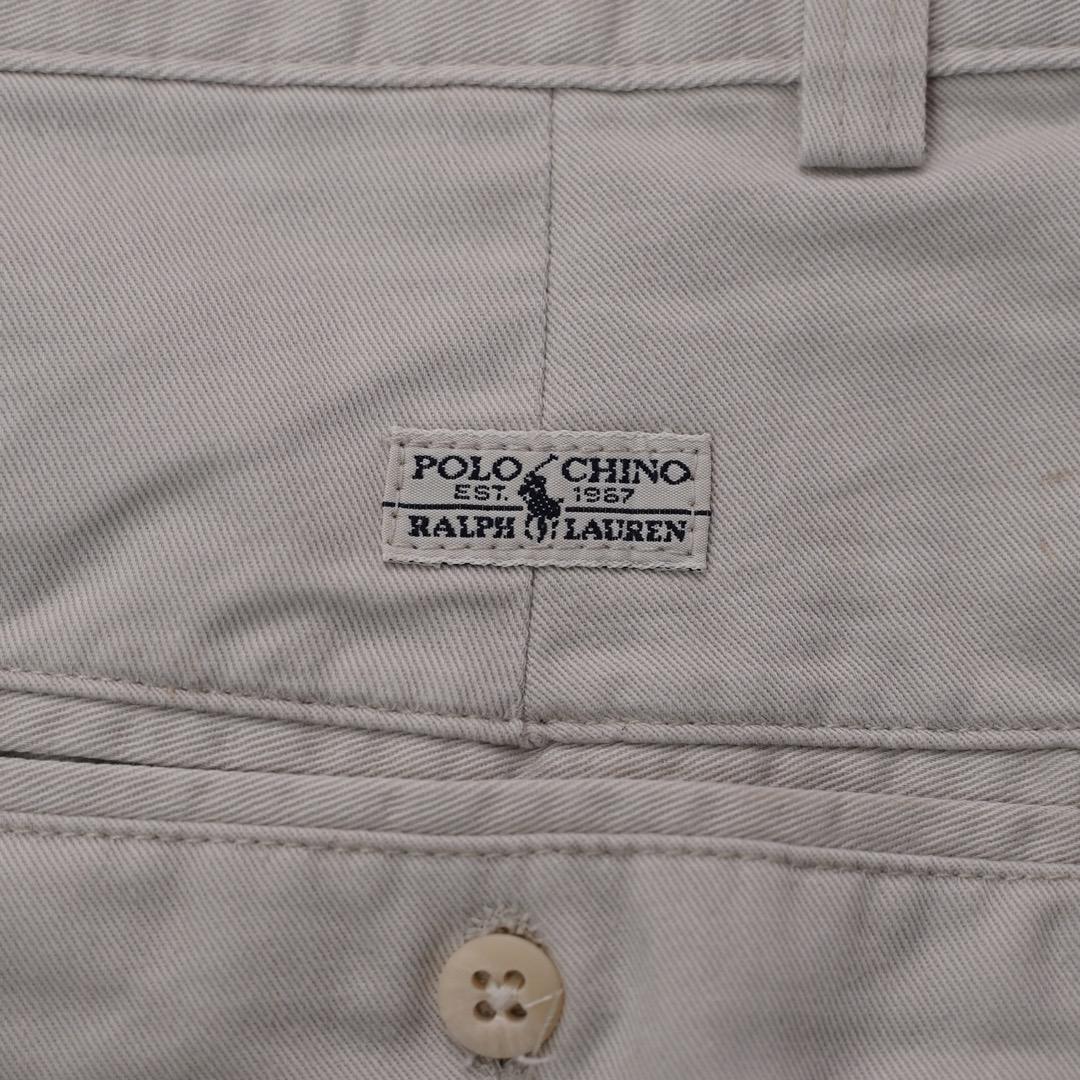 POLO CHINO
EST. 1967
RALPH LAUREN